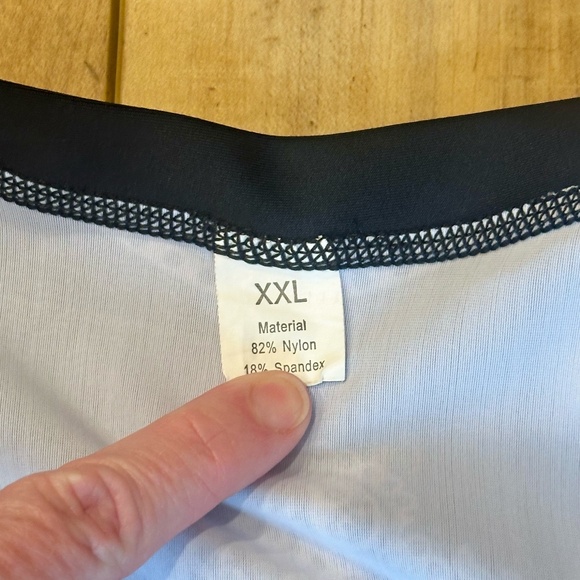 XXL
Material
82% Nylon
18% Spandex